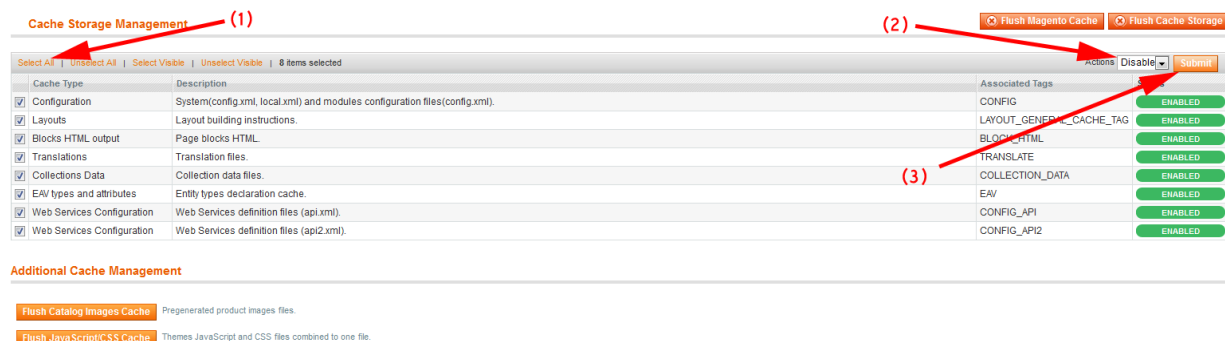 Cache Storage Management
(1)
(2)
Flush Magento Cache
Flush Cache Storage
Select All | Unselect All | Select Visible | Unselect Visible | 8 items selected
Actions Disable Submit
Cache Type Description Associated Tags
Configuration System(config.xml, local.xml) and modules configuration files(config.xml). CONFIG ENABLED
Layouts Layout building instructions. LAYOUT_GENERAL_CACHE_TAG ENABLED
Blocks HTML output Page blocks HTML. BLOCK_HTML ENABLED
Translations Translation files. TRANSLATE ENABLED
(3)
Collections Data Collection data files. COLLECTION_DATA ENABLED
EAV types and attributes Entity types declaration cache. EAV ENABLED
Web Services Configuration Web Services definition files (api.xml). CONFIG_API ENABLED
Web Services Configuration Web Services definition files (api2.xml). CONFIG_API2 ENABLED
Additional Cache Management
Flush Catalog Images Cache Pregenerated product images files.
Flush JavaScript/CSS Cache Themes JavaScript and CSS files combined to one file.